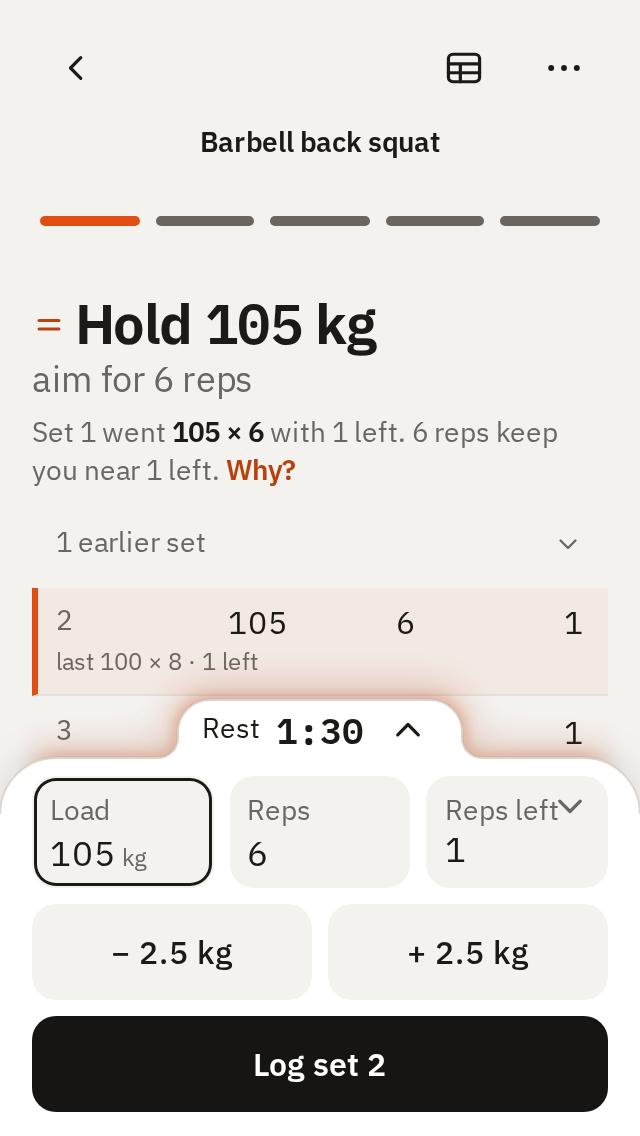 Barbell back squat
= Hold 105 kg
aim for 6 reps
Set 1 went 105 × 6 with 1 left. 6 reps keep
you near 1 left. Why?
1 earlier set
2 105 6 1
last 100 × 8 · 1 left
3 1
Rest 1:30
Load Reps Reps left
105 kg 6 1
− 2.5 kg + 2.5 kg
Log set 2